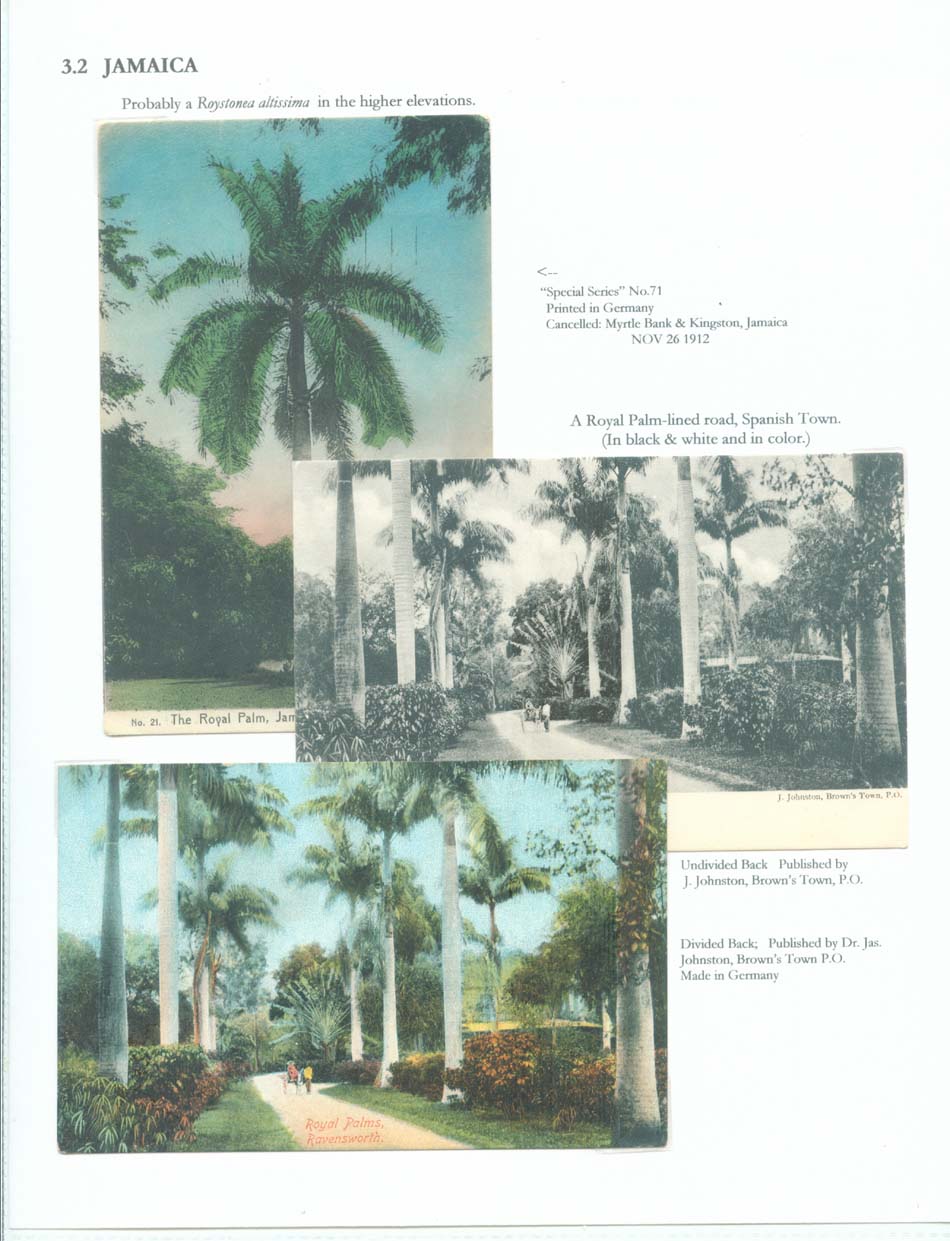 3.2 JAMAICA
Probably a Roystonea altissima in the higher elevations.
<--
"Special Series" No.71
Printed in Germany
Cancelled: Myrtle Bank & Kingston, Jamaica
NOV 26 1912
A Royal Palm-lined road, Spanish Town.
(In black & white and in color.)
No. 21. The Royal Palm, Jam
J. Johnston, Brown's Town, P.O.
Undivided Back Published by
J. Johnston, Brown's Town, P.O.
Divided Back; Published by Dr. Jas.
Johnston, Brown's Town P.O.
Made in Germany
Royal Palms,
Ravensworth.